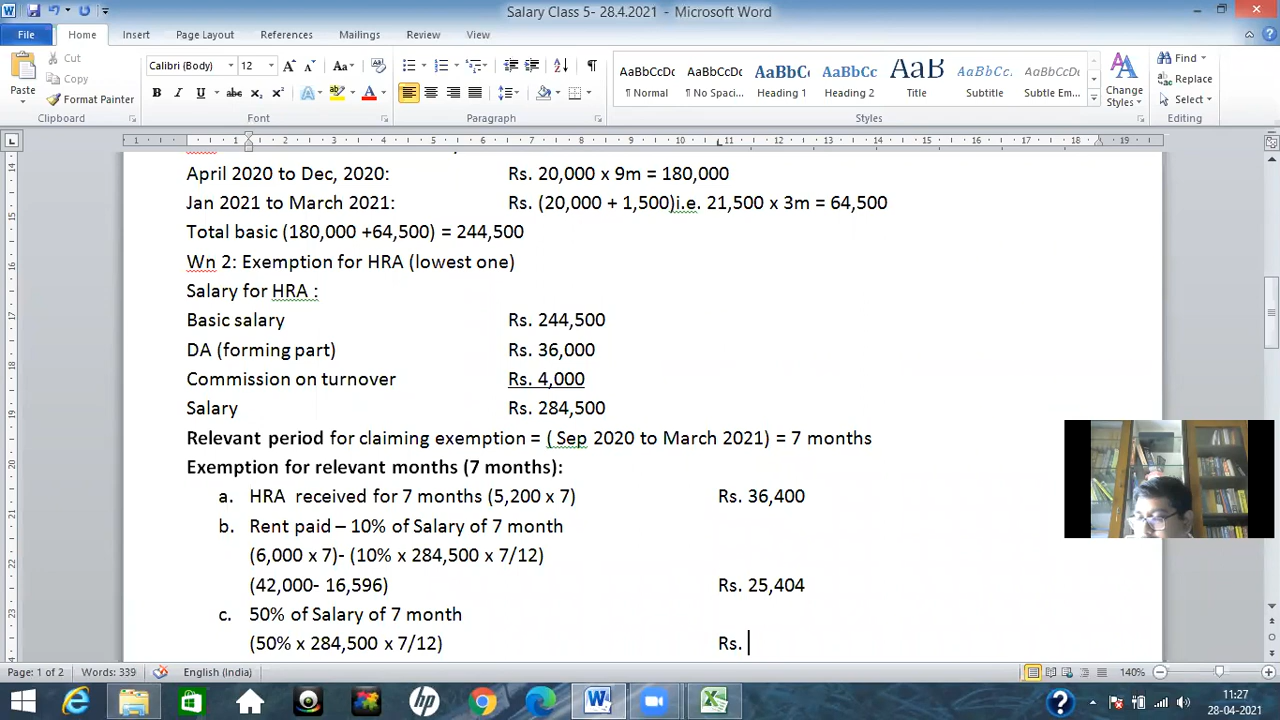 Salary Class 5- 28.4.2021 - Microsoft Word
File Home Insert Page Layout References Mailings Review View
Cut
Copy
Format Painter
Paste
Clipboard
Calibri (Body) 12
Font
Paragraph
AaBbCcDc AaBbCcDc AaBbC AaBbCc AaB AaBbCcL AaBbCcDc
¶ Normal ¶ No Spaci... Heading 1 Heading 2 Title Subtitle Subtle Em...
Change Styles
Styles
Find
Replace
Select
Editing
April 2020 to Dec, 2020: Rs. 20,000 x 9m = 180,000
Jan 2021 to March 2021: Rs. (20,000 + 1,500)i.e. 21,500 x 3m = 64,500
Total basic (180,000 +64,500) = 244,500
Wn 2: Exemption for HRA (lowest one)
Salary for HRA :
Basic salary Rs. 244,500
DA (forming part) Rs. 36,000
Commission on turnover Rs. 4,000
Salary Rs. 284,500
Relevant period for claiming exemption = ( Sep 2020 to March 2021) = 7 months
Exemption for relevant months (7 months):
a. HRA received for 7 months (5,200 x 7) Rs. 36,400
b. Rent paid – 10% of Salary of 7 month
(6,000 x 7)- (10% x 284,500 x 7/12)
(42,000- 16,596) Rs. 25,404
c. 50% of Salary of 7 month
(50% x 284,500 x 7/12) Rs.
Page: 1 of 2 Words: 339 English (India) 140%
11:27
28-04-2021